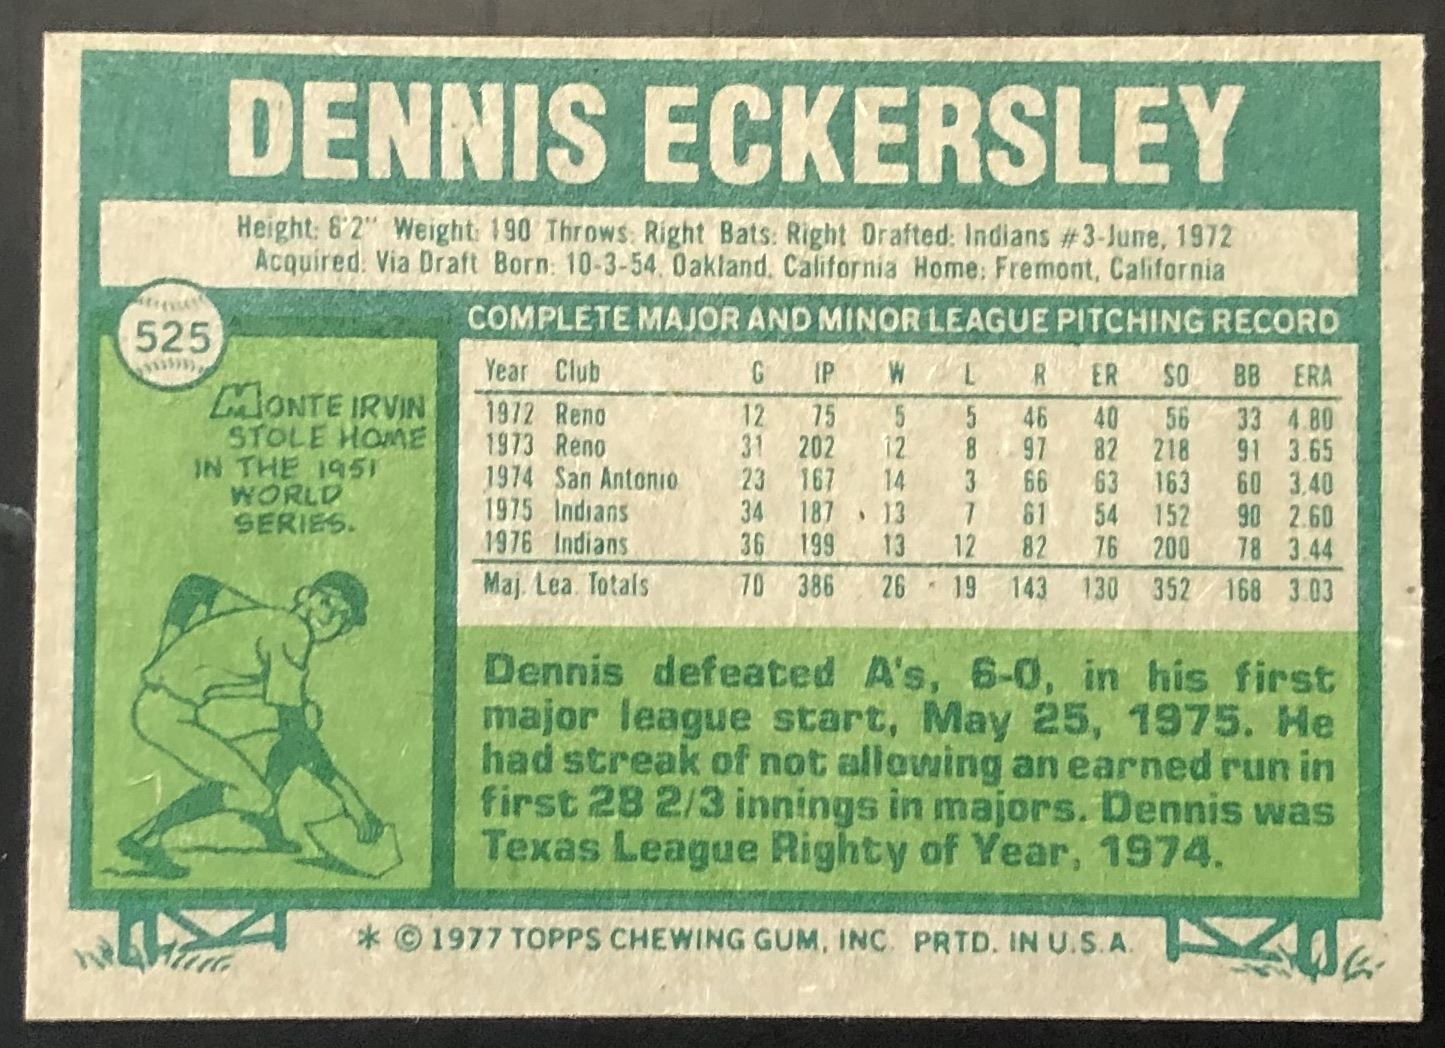 DENNIS ECKERSLEY
Height: 6'2" Weight: 190 Throws: Right Bats: Right Drafted: Indians #3-June, 1972
Acquired: Via Draft Born: 10-3-54, Oakland, California Home: Fremont, California
525
MONTE IRVIN
STOLE HOME
IN THE 1951
WORLD
SERIES.
COMPLETE MAJOR AND MINOR LEAGUE PITCHING RECORD
Year Club G IP W L R ER SO BB ERA
1972 Reno 12 75 5 5 46 40 56 33 4.80
1973 Reno 31 202 12 8 97 82 218 91 3.65
1974 San Antonio 23 167 14 3 66 63 163 60 3.40
1975 Indians 34 187 13 7 61 54 152 90 2.60
1976 Indians 36 199 13 12 82 76 200 78 3.44
Maj. Lea. Totals 70 386 26 19 143 130 352 168 3.03
Dennis defeated A's, 6-0, in his first
major league start, May 25, 1975. He
had streak of not allowing an earned run in
first 28 2/3 innings in majors. Dennis was
Texas League Righty of Year, 1974.
* © 1977 TOPPS CHEWING GUM, INC. PRTD. IN U.S.A.